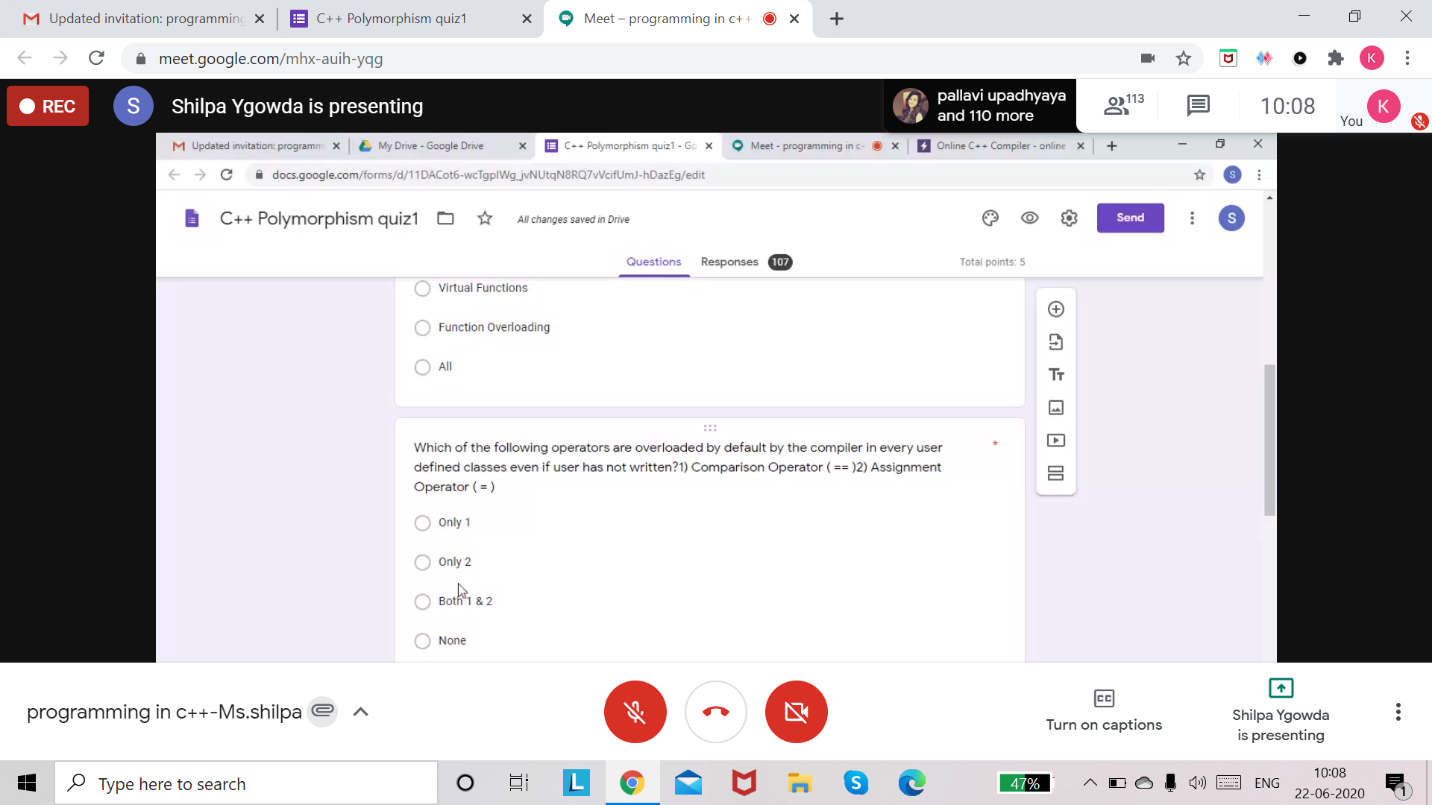 Updated invitation: programming
C++ Polymorphism quiz1
Meet – programming in c++
meet.google.com/mhx-auih-yqg
K
REC
S
Shilpa Ygowda is presenting
pallavi upadhyaya
and 110 more
113
10:08
You
K
Updated invitation: programm
My Drive - Google Drive
C++ Polymorphism quiz1 - Go
Meet - programming in c+
Online C++ Compiler - online
docs.google.com/forms/d/11DACot6-wcTgpIWg_jvNUtqN8RQ7vVcifUmJ-hDazEg/edit
S
C++ Polymorphism quiz1
All changes saved in Drive
Send
S
Questions
Responses 107
Total points: 5
Virtual Functions
Function Overloading
All
Which of the following operators are overloaded by default by the compiler in every user *
defined classes even if user has not written?1) Comparison Operator ( == )2) Assignment
Operator ( = )
Only 1
Only 2
Both 1 & 2
None
programming in c++-Ms.shilpa
Turn on captions
Shilpa Ygowda
is presenting
Type here to search
47%
ENG
10:08
22-06-2020
1